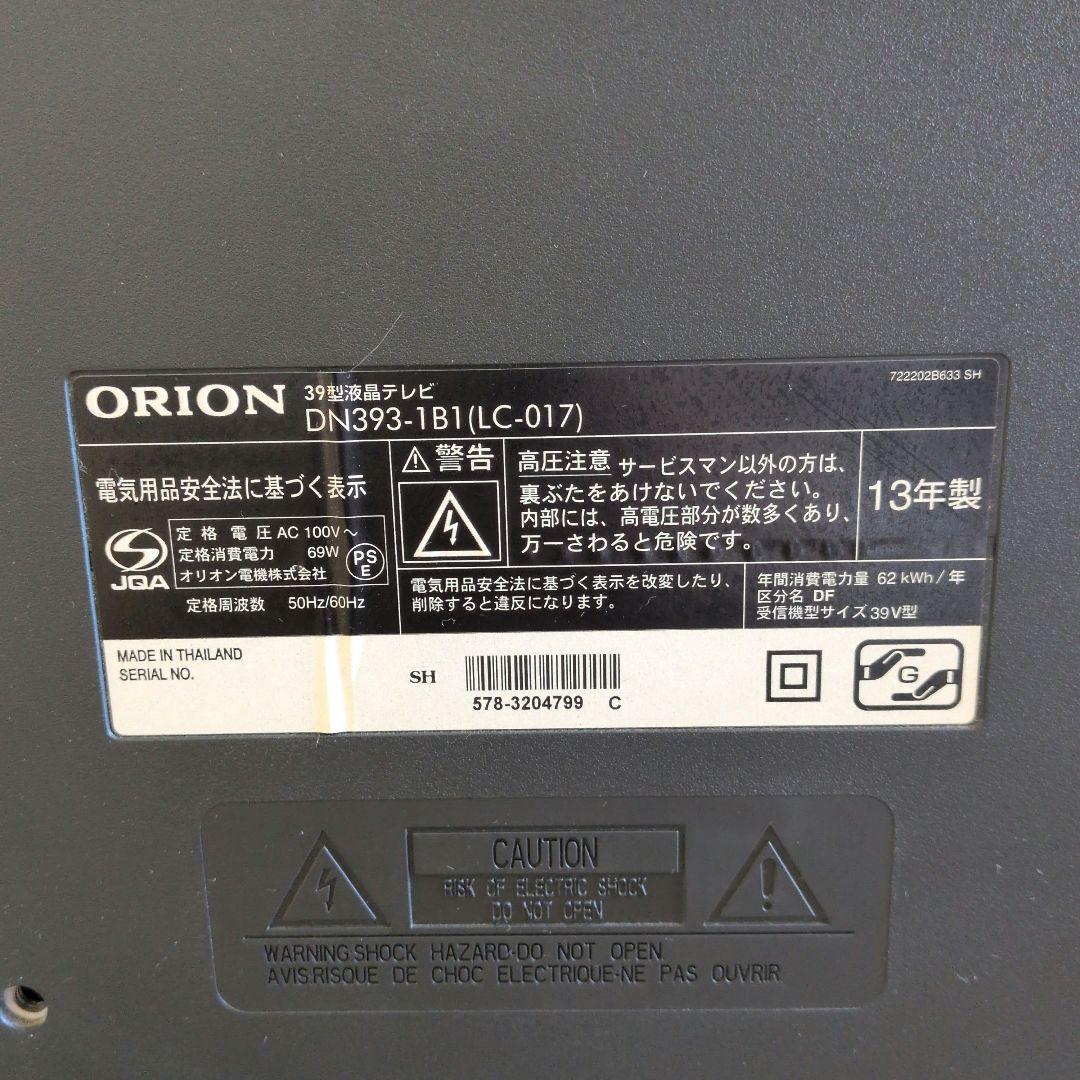 ORION
39型液晶テレビ
DN393-1B1(LC-017)
722202B633 SH
電気用品安全法に基づく表示
JQA
定格電圧 AC 100V～
定格消費電力 69W
オリオン電機株式会社
PS
E
定格周波数 50Hz/60Hz
警告
高圧注意 サービスマン以外の方は、
裏ぶたをあけないでください。
内部には、高電圧部分が数多くあり、
万一さわると危険です。
13年製
電気用品安全法に基づく表示を改変したり、
削除すると違反になります。
年間消費電力量 62 kWh/年
区分名 DF
受信機型サイズ 39V型
MADE IN THAILAND
SERIAL NO.
SH
578-3204799 C
G
CAUTION
RISK OF ELECTRIC SHOCK
DO NOT OPEN
WARNING:SHOCK HAZARD-DO NOT OPEN
AVIS:RISQUE DE CHOC ELECTRIQUE-NE PAS OUVRIR